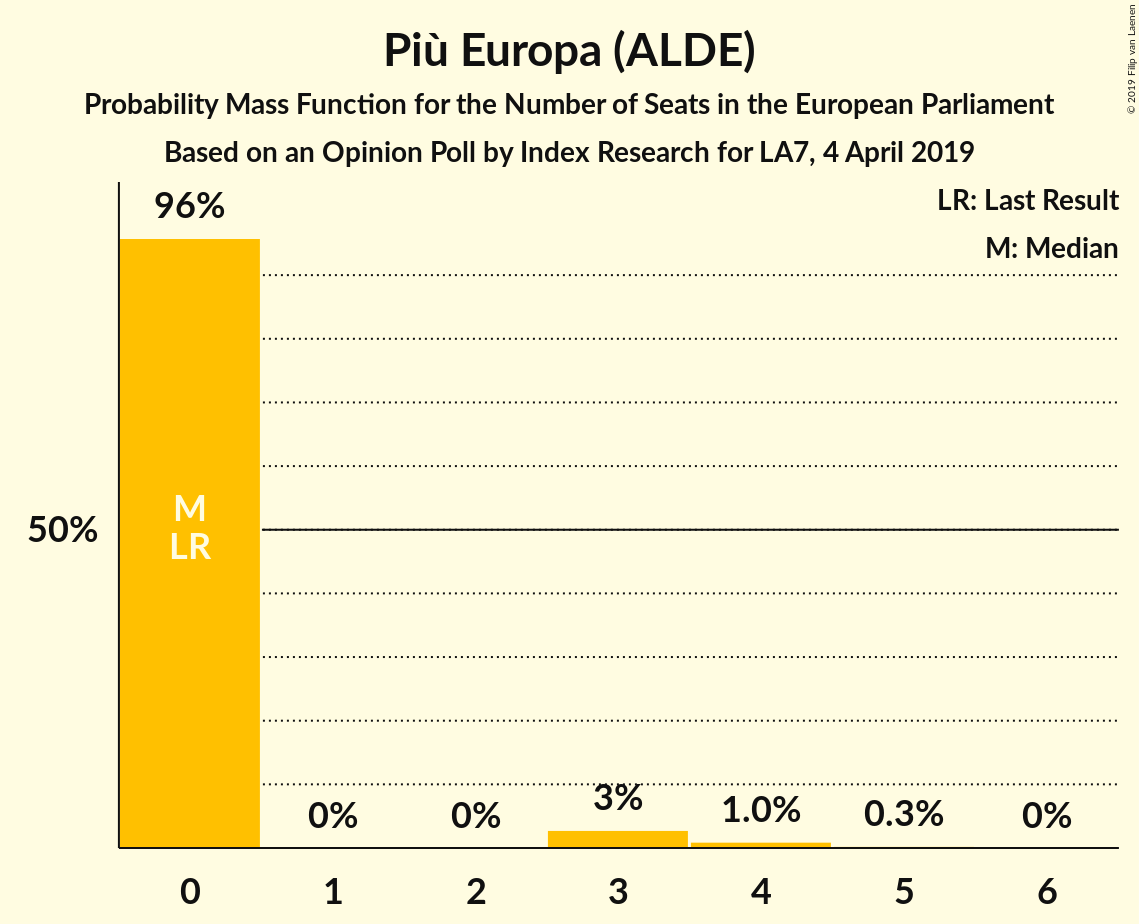 Più Europa (ALDE)
Probability Mass Function for the Number of Seats in the European Parliament
Based on an Opinion Poll by Index Research for LA7, 4 April 2019
© 2019 Filip van Laenen
LR: Last Result
M: Median
96%
50%
M
LR
0%
0%
3%
1.0%
0.3%
0%
0
1
2
3
4
5
6